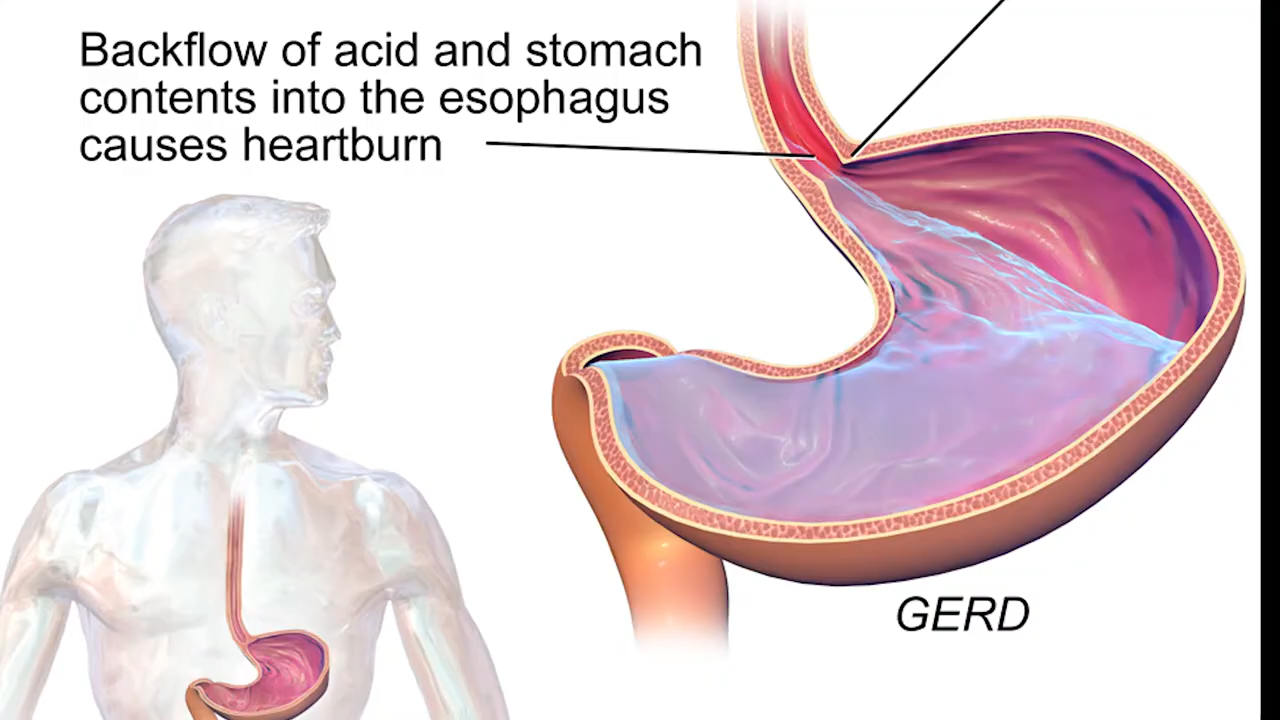 Backflow of acid and stomach
contents into the esophagus
causes heartburn
GERD